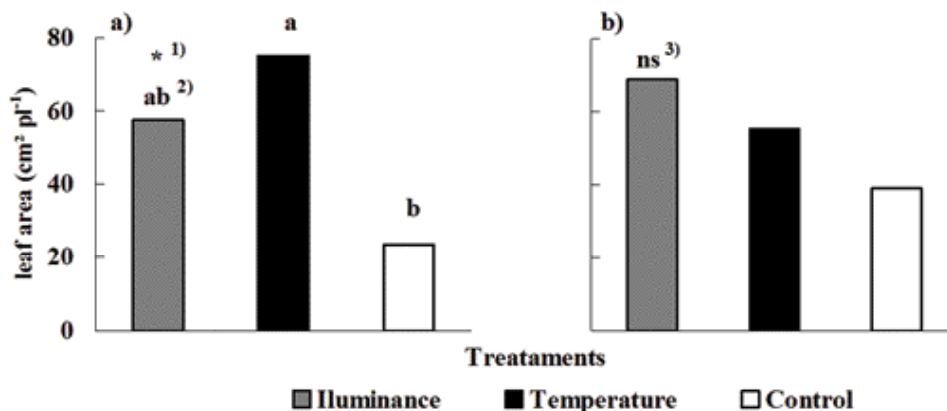 a)
* 1)
ab 2)
a
b
b)
ns 3)
80
60
40
20
0
leaf area (cm² pl-1)
Treataments
Iluminance Temperature Control